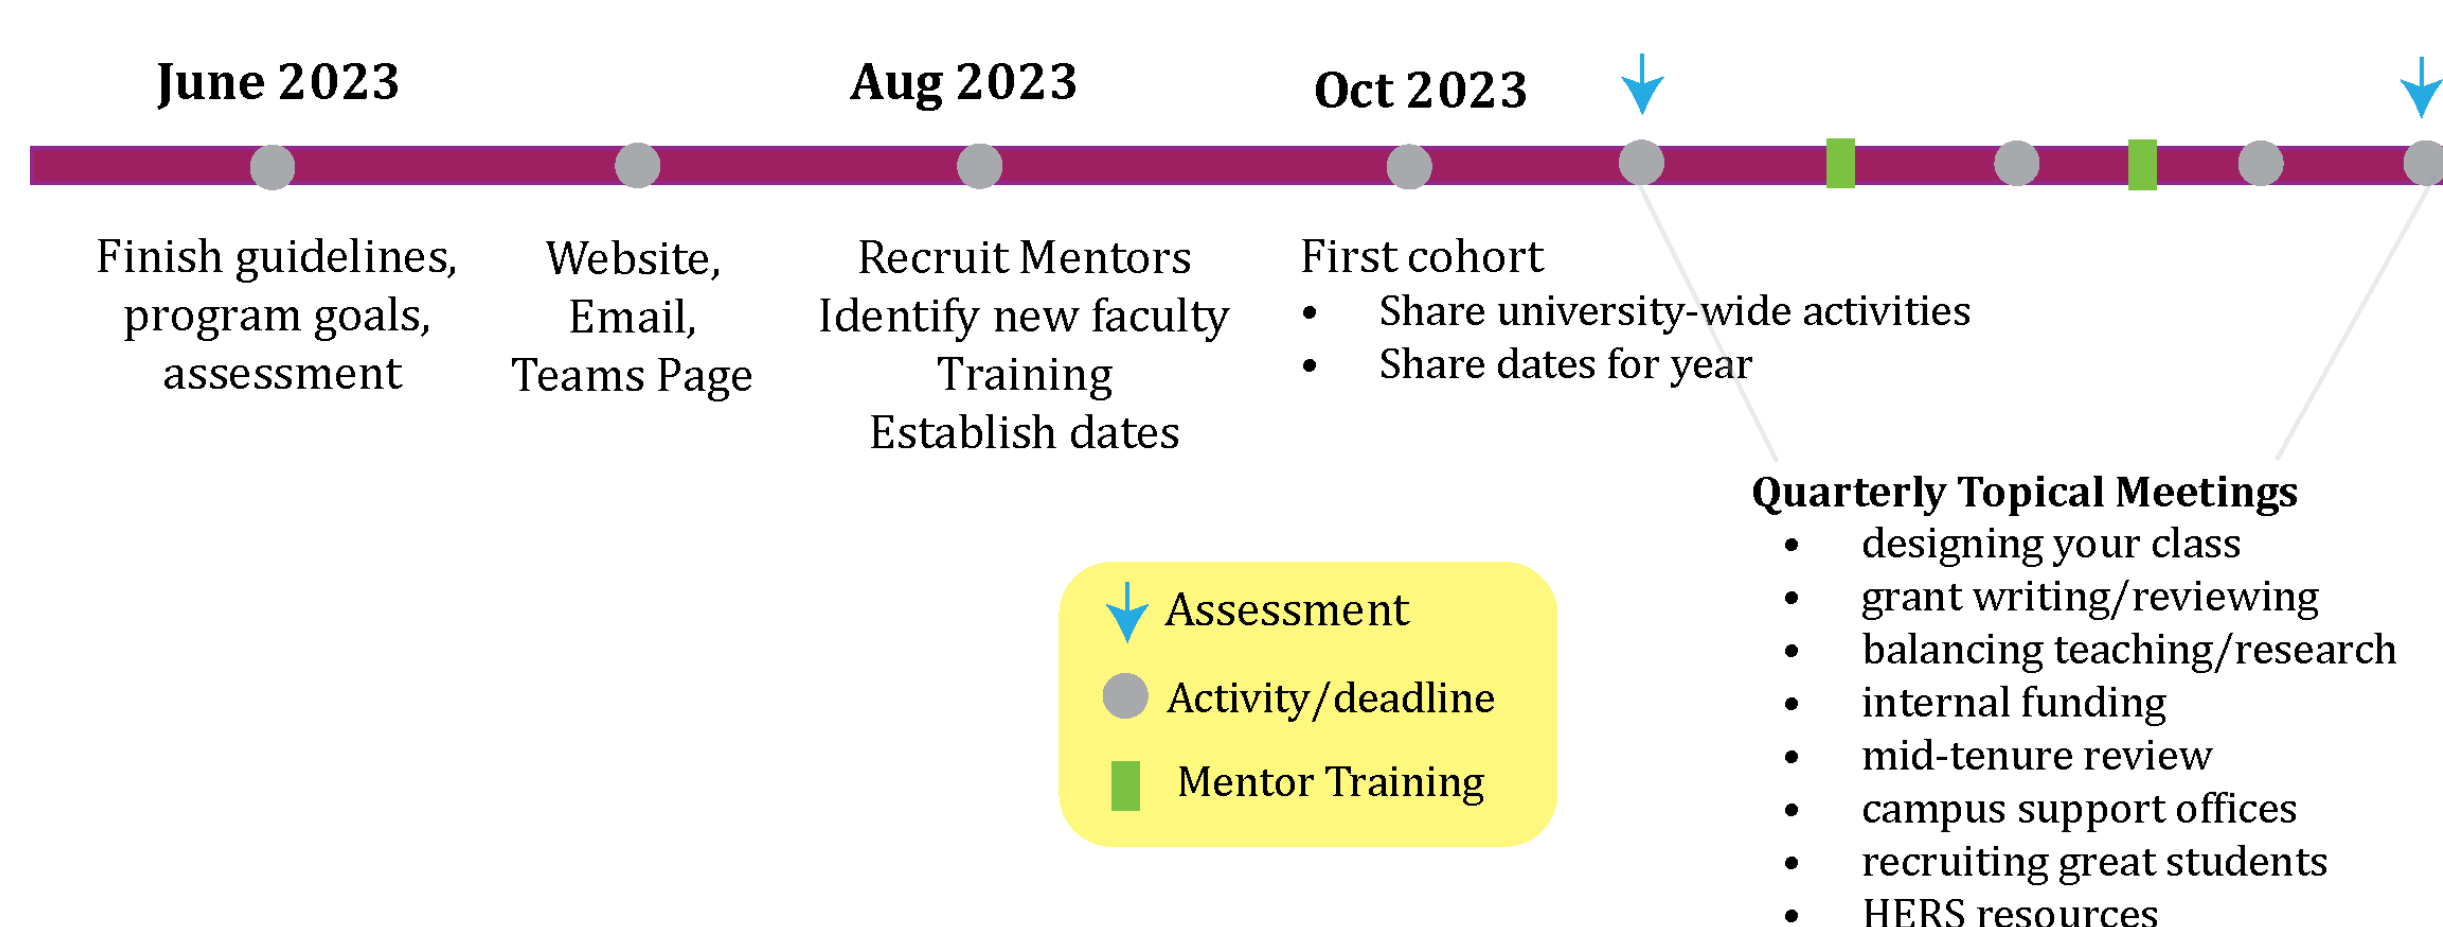 June 2023
Aug 2023
Oct 2023
Finish guidelines,
program goals,
assessment
Website,
Email,
Teams Page
Recruit Mentors
Identify new faculty
Training
Establish dates
First cohort
• Share university-wide activities
• Share dates for year
Quarterly Topical Meetings
• designing your class
• grant writing/reviewing
• balancing teaching/research
• internal funding
• mid-tenure review
• campus support offices
• recruiting great students
• HERS resources
Assessment
Activity/deadline
Mentor Training